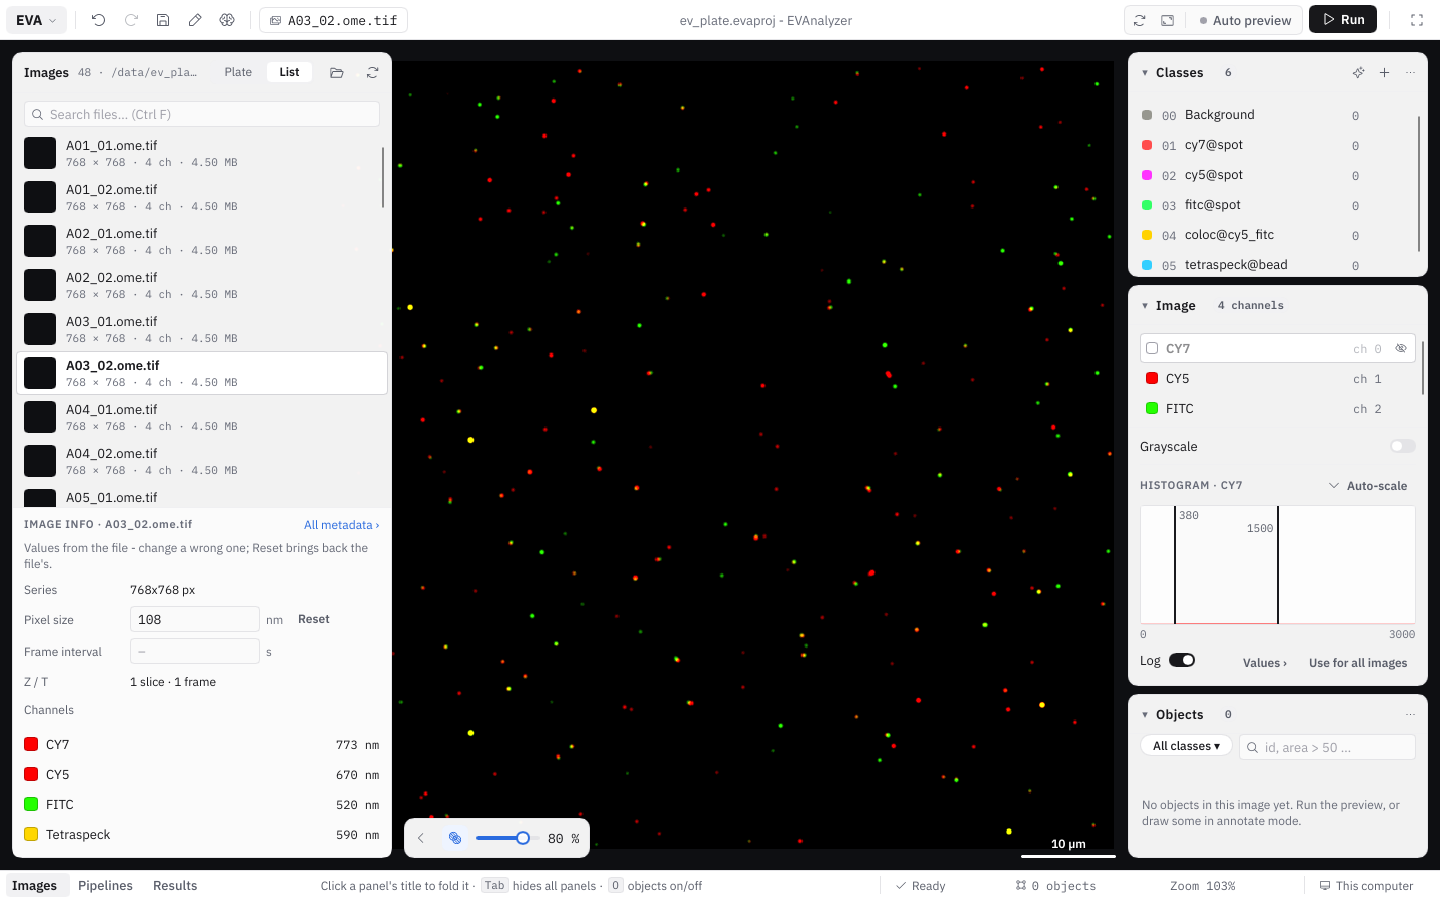 EVA
A03_02.ome.tif
ev_plate.evaproj - EVAnalyzer
Auto preview
Run
Images 48 · /data/ev_pla…
Plate
List
Search files... (Ctrl F)
A01_01.ome.tif
768 × 768 · 4 ch · 4.50 MB
A01_02.ome.tif
768 × 768 · 4 ch · 4.50 MB
A02_01.ome.tif
768 × 768 · 4 ch · 4.50 MB
A02_02.ome.tif
768 × 768 · 4 ch · 4.50 MB
A03_01.ome.tif
768 × 768 · 4 ch · 4.50 MB
A03_02.ome.tif
768 × 768 · 4 ch · 4.50 MB
A04_01.ome.tif
768 × 768 · 4 ch · 4.50 MB
A04_02.ome.tif
768 × 768 · 4 ch · 4.50 MB
A05_01.ome.tif
IMAGE INFO · A03_02.ome.tif
All metadata ›
Values from the file - change a wrong one; Reset brings back the
file's.
Series 768x768 px
Pixel size 108 nm Reset
Frame interval – s
Z / T 1 slice · 1 frame
Channels
CY7 773 nm
CY5 670 nm
FITC 520 nm
Tetraspeck 590 nm
80 %
10 µm
Classes 6
00 Background 0
01 cy7@spot 0
02 cy5@spot 0
03 fitc@spot 0
04 coloc@cy5_fitc 0
05 tetraspeck@bead 0
Image 4 channels
CY7 ch 0
CY5 ch 1
FITC ch 2
Grayscale
HISTOGRAM · CY7
Auto-scale
380
1500
0 3000
Log
Values ›
Use for all images
Objects 0
All classes ▾
id, area > 50 ...
No objects in this image yet. Run the preview, or
draw some in annotate mode.
Images
Pipelines
Results
Click a panel's title to fold it · Tab hides all panels · O objects on/off
Ready
0 objects
Zoom 103%
This computer